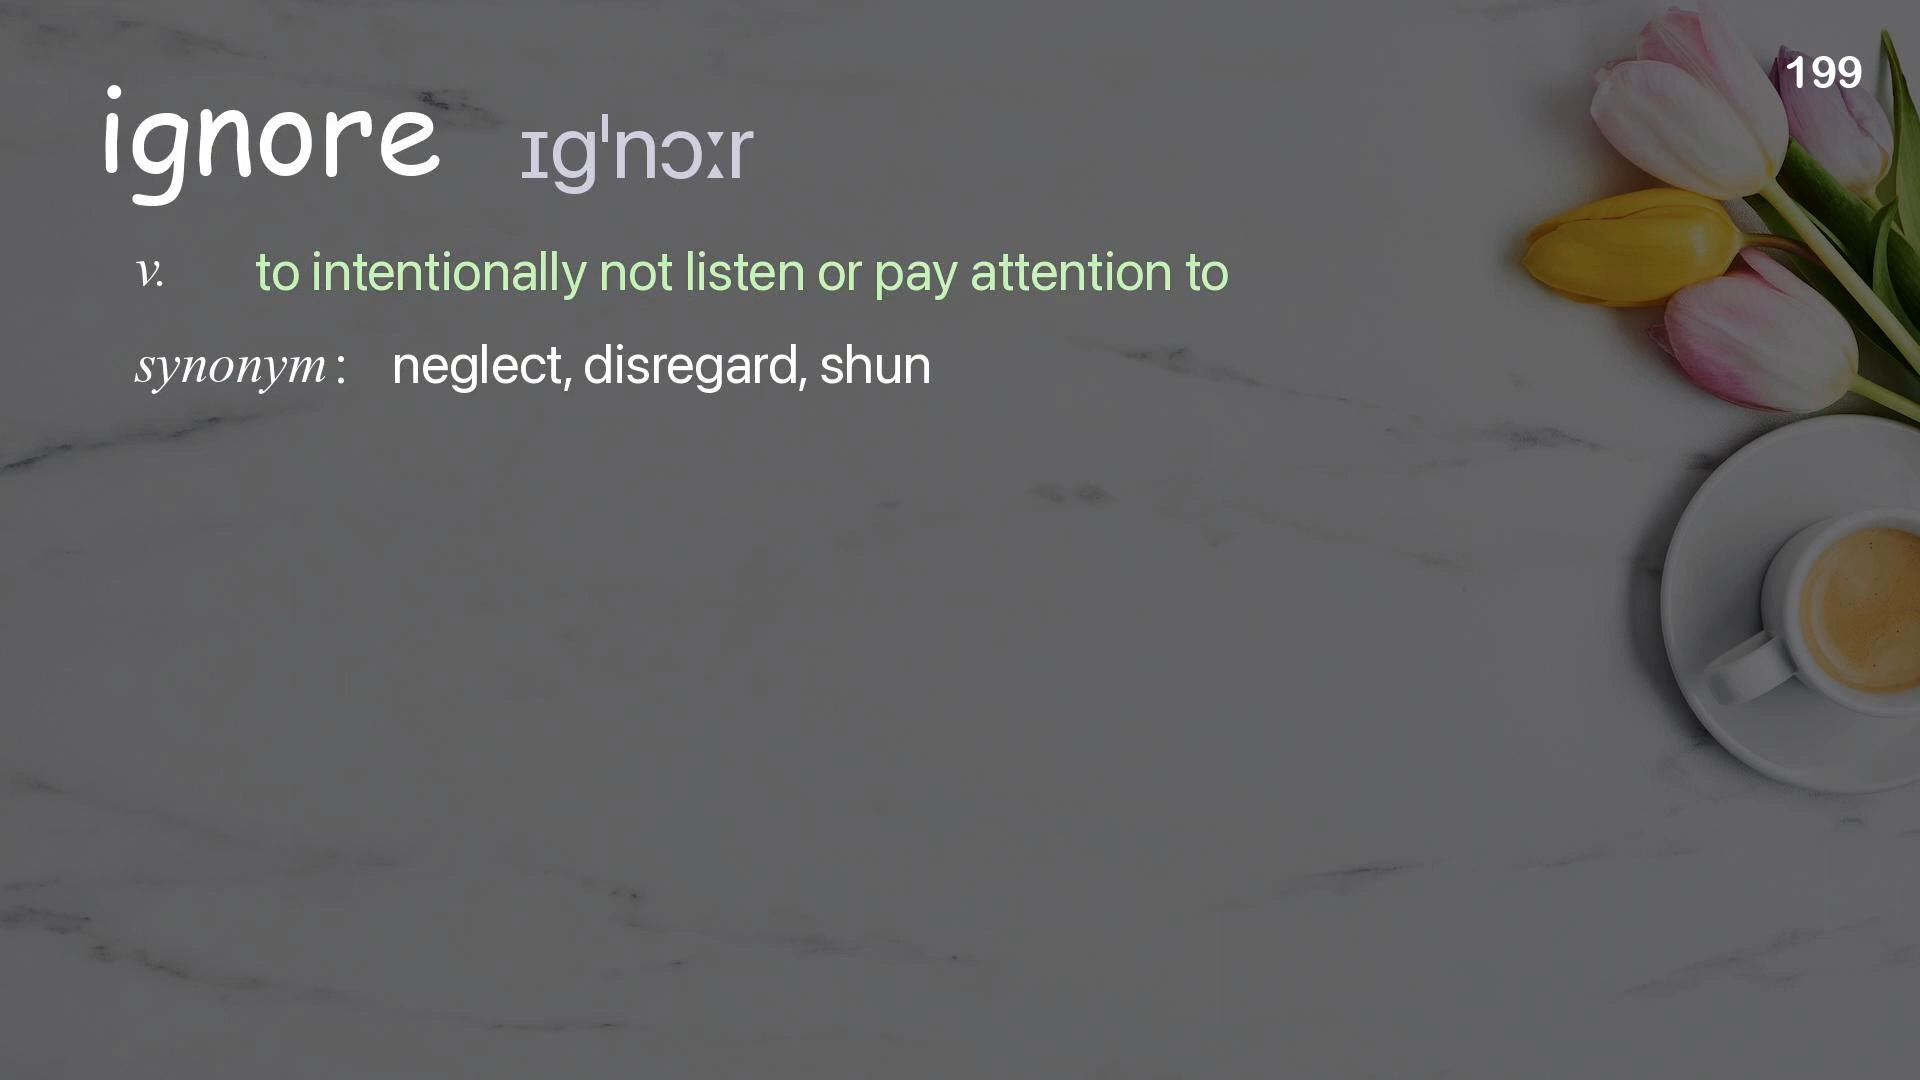 199
ignore ɪgˈnɔːr
v. to intentionally not listen or pay attention to
synonym : neglect, disregard, shun